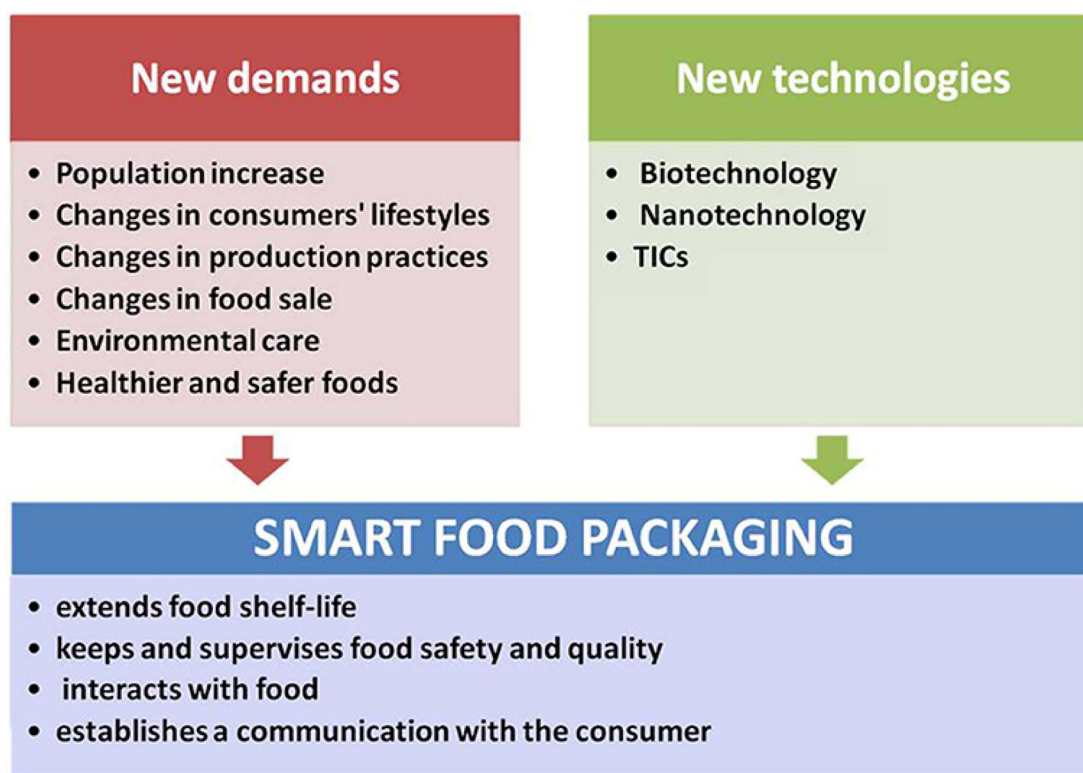 New demands
• Population increase
• Changes in consumers' lifestyles
• Changes in production practices
• Changes in food sale
• Environmental care
• Healthier and safer foods
New technologies
• Biotechnology
• Nanotechnology
• TICs
SMART FOOD PACKAGING
• extends food shelf-life
• keeps and supervises food safety and quality
• interacts with food
• establishes a communication with the consumer